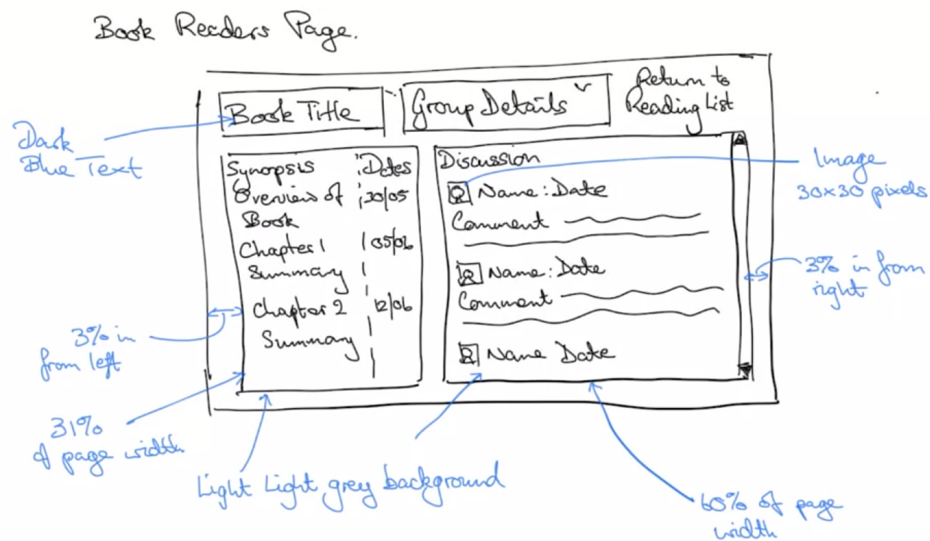 Book Readers Page.
Book Title
Group Details
Return to
Reading List
Dark
Blue Text
Synopsis Dates
Overview of 30/05
Book
Chapter 1 05/06
Summary
Chapter 2 12/06
Summary
Discussion
Name: Date
Comment
Name: Date
Comment
Name Date
Image
30x30 pixels
3% in from
right
3% in
from left
31%
of page width
Light Light grey background
60% of page
width